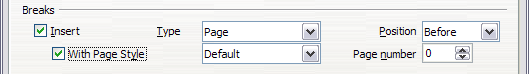 Breaks
Insert Type Page Position Before
With Page Style Default Page number 0